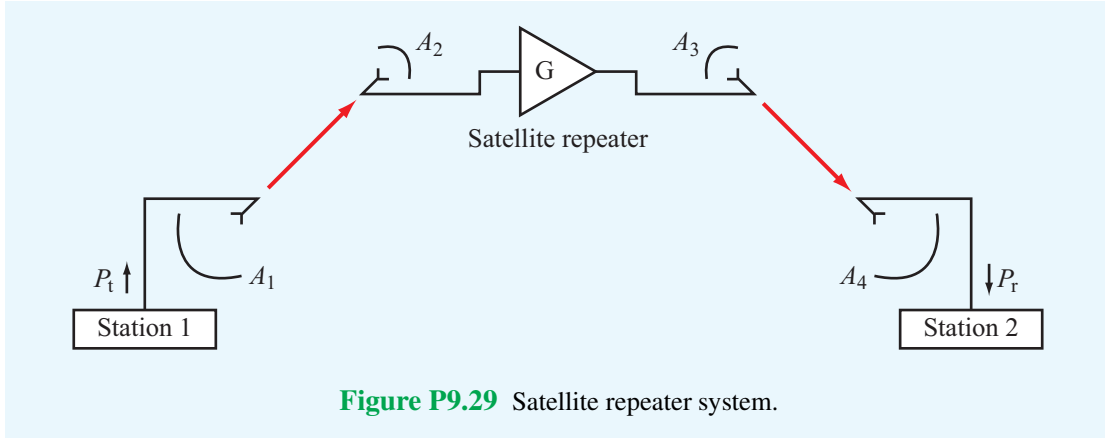 A₂
G
A₃
Satellite repeater
Pₜ
A₁
A₄
Pᵣ
Station 1
Station 2
Figure P9.29 Satellite repeater system.